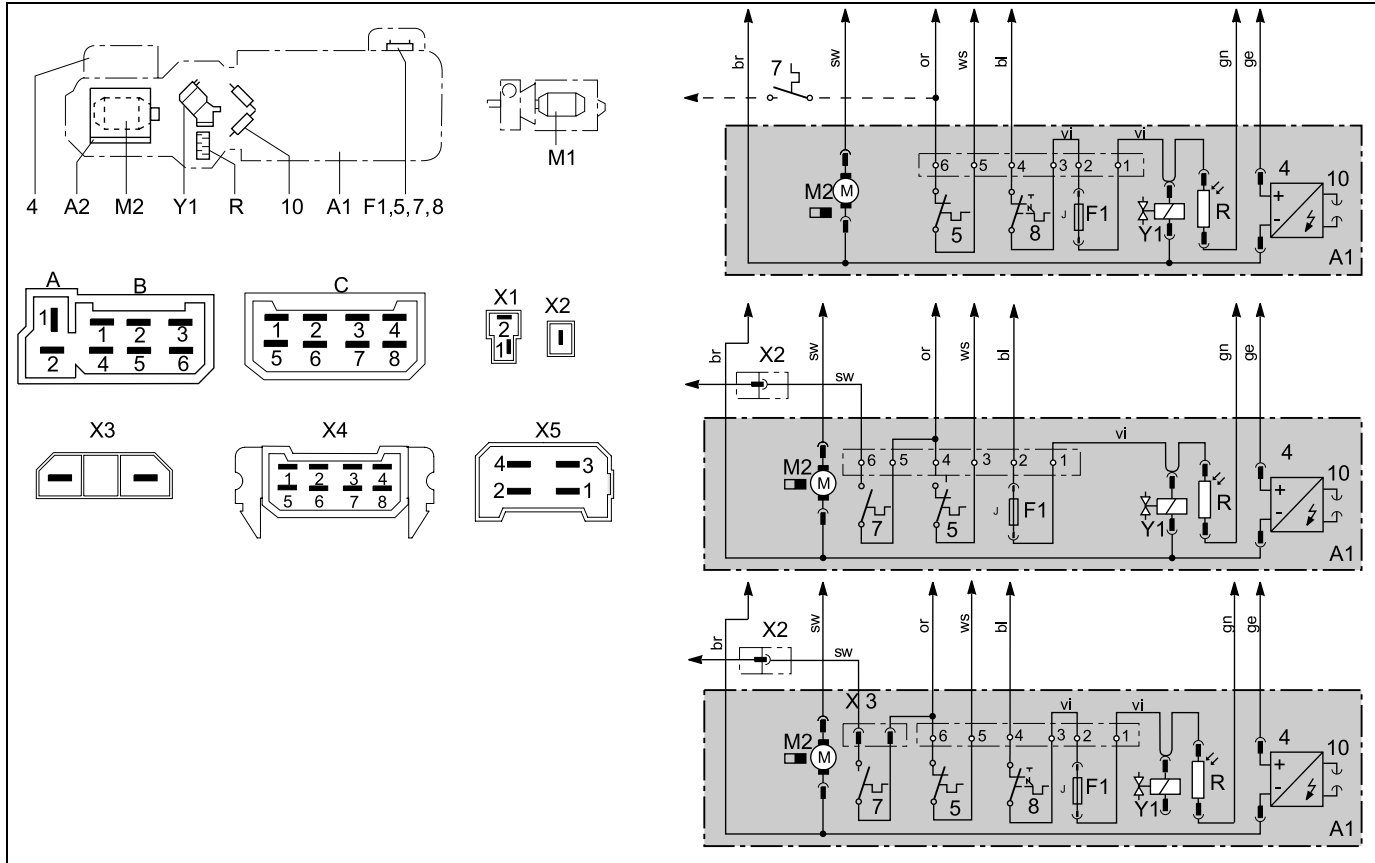 4 A2 M2 Y1 R 10 A1 F1,5,7,8
M1
A B
1 1 2 3
2 4 5 6
C
1 2 3 4
5 6 7 8
X1
2
1
X2
X3
X4
1 2 3 4
5 6 7 8
X5
4 3
2 1
br sw or ws bl gn ge
7
vi vi
6 5 4 3 2 1
4 10
M2 M
+
-
5 8 J F1 Y1 R
A1
br X2 sw or ws bl gn ge
sw
vi
6 5 4 3 2 1
4 10
M2 M
+
-
7 5 J F1 Y1 R
A1
br X2 sw or ws bl gn ge
sw
X 3
vi vi
6 5 4 3 2 1
4 10
M2 M
+
-
7 5 8 J F1 Y1 R
A1